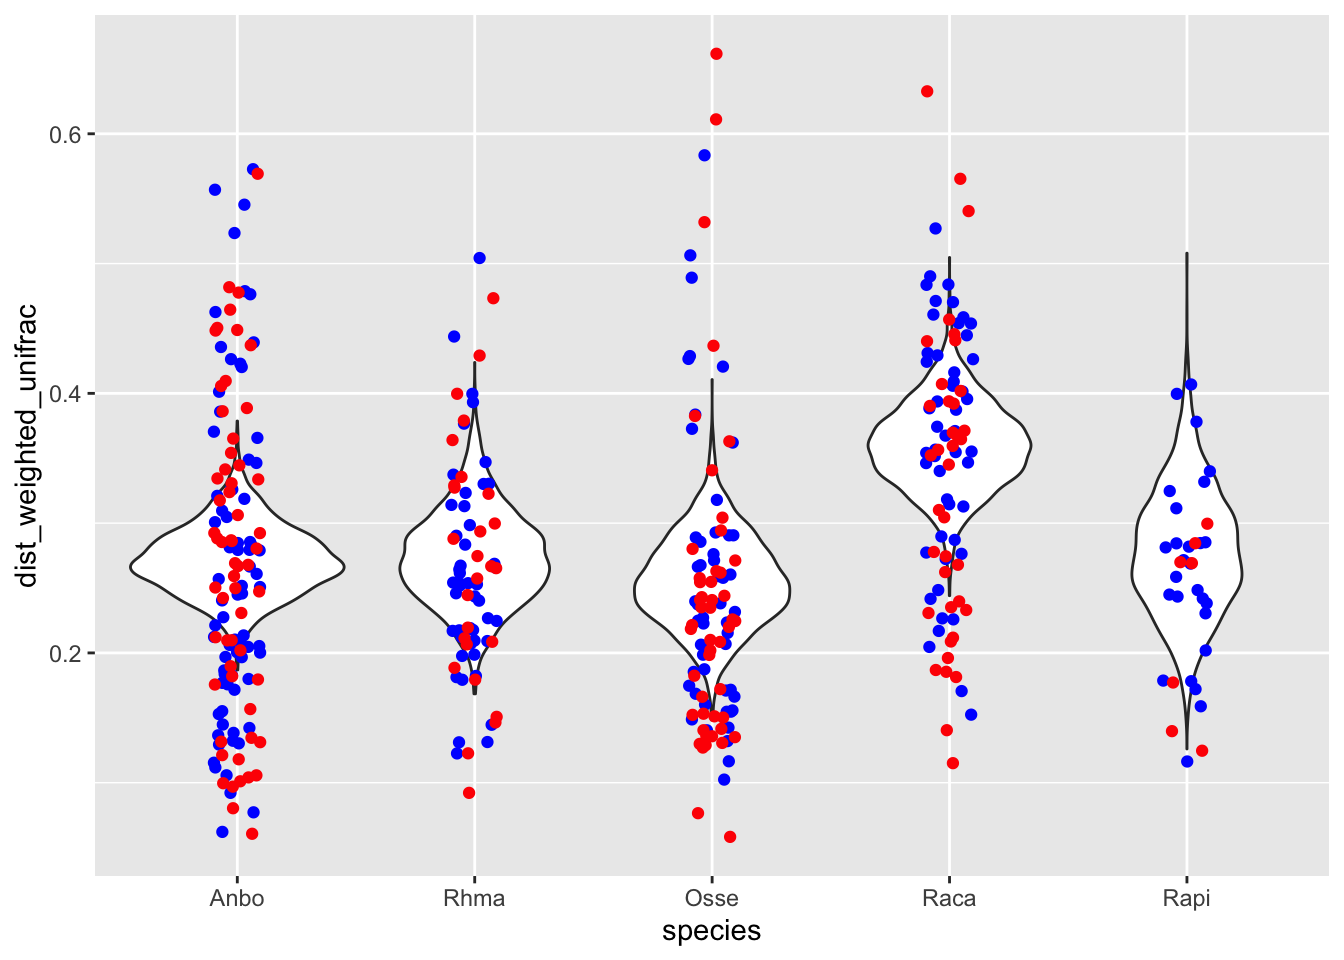 dist_weighted_unifrac
0.6
0.4
0.2
Anbo Rhma Osse Raca Rapi
species